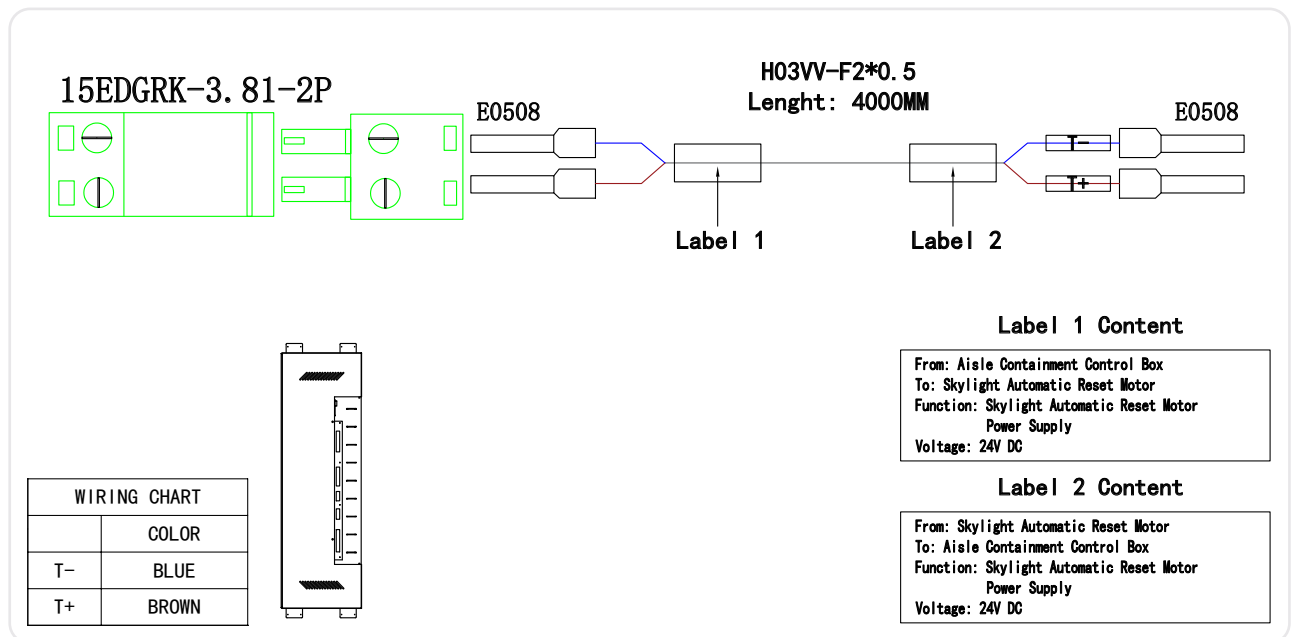 15EDGRK-3.81-2P
E0508
H03VV-F2*0.5
Lenght: 4000MM
E0508
T-
T+
Label 1
Label 2
Label 1 Content
From: Aisle Containment Control Box
To: Skylight Automatic Reset Motor
Function: Skylight Automatic Reset Motor
Power Supply
Voltage: 24V DC
Label 2 Content
From: Skylight Automatic Reset Motor
To: Aisle Containment Control Box
Function: Skylight Automatic Reset Motor
Power Supply
Voltage: 24V DC
WIRING CHART
COLOR
T- BLUE
T+ BROWN